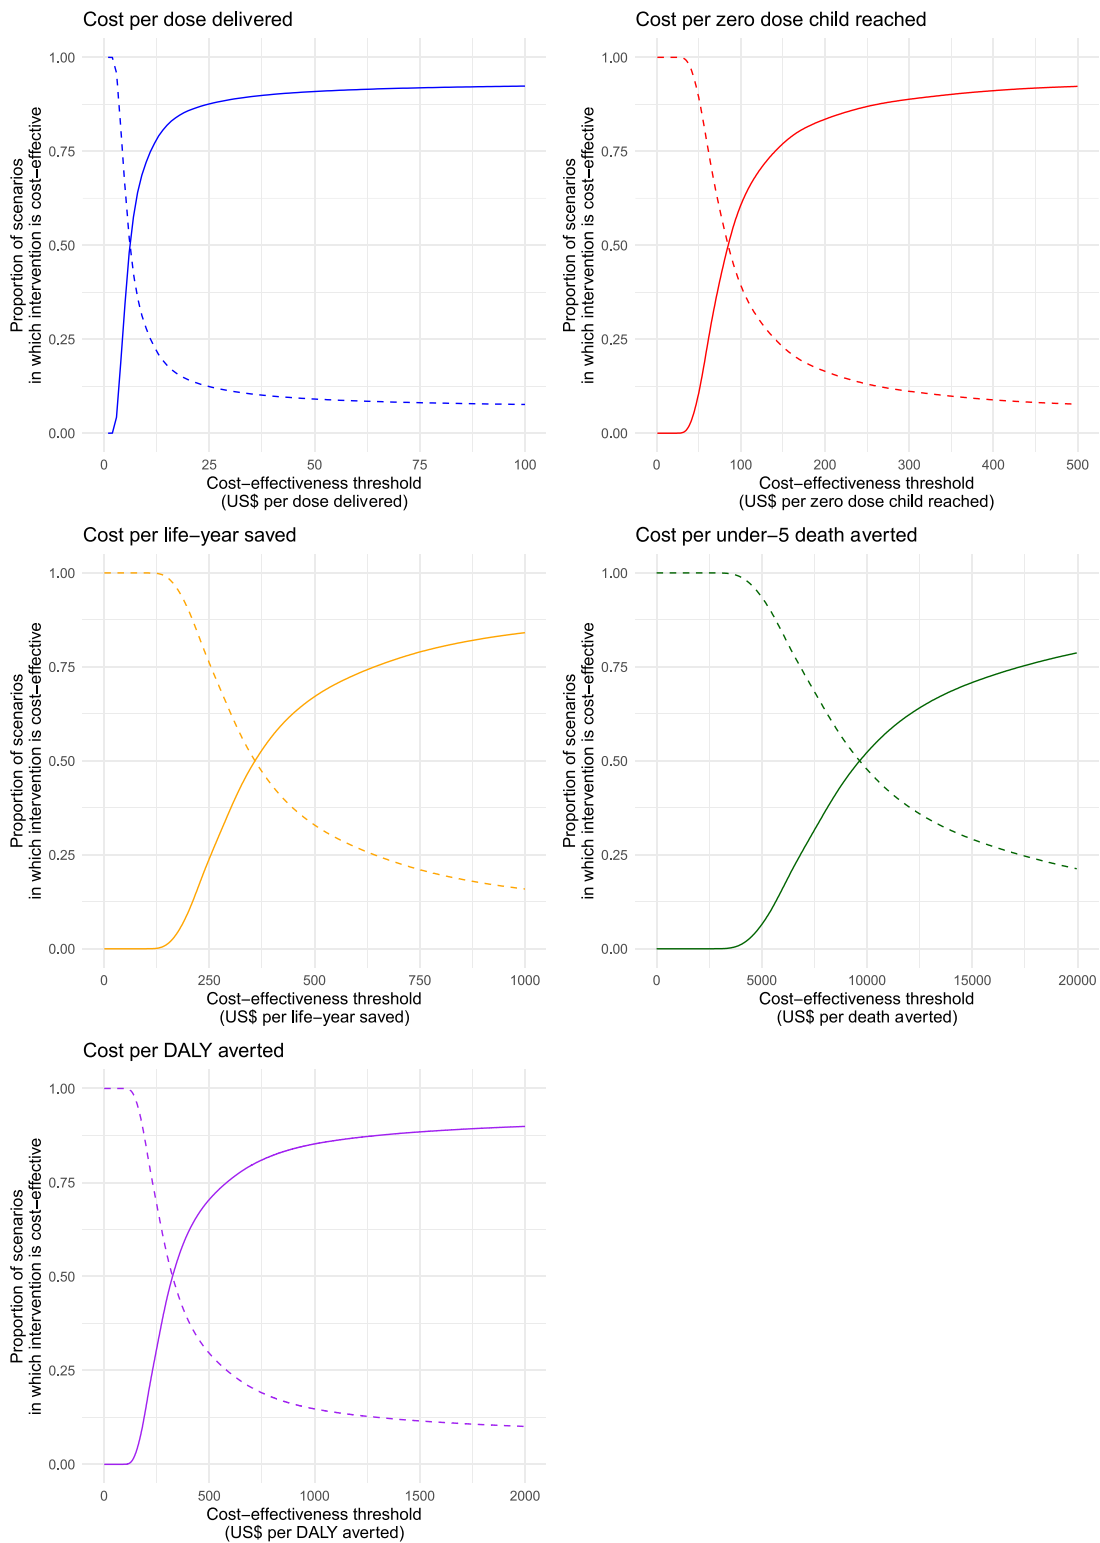 Cost per dose delivered
Proportion of scenarios
in which intervention is cost−effective
1.00
0.75
0.50
0.25
0.00
0
25
50
75
100
Cost−effectiveness threshold
(US$ per dose delivered)
Cost per zero dose child reached
Proportion of scenarios
in which intervention is cost−effective
1.00
0.75
0.50
0.25
0.00
0
100
200
300
400
500
Cost−effectiveness threshold
(US$ per zero dose child reached)
Cost per life−year saved
Proportion of scenarios
in which intervention is cost−effective
1.00
0.75
0.50
0.25
0.00
0
250
500
750
1000
Cost−effectiveness threshold
(US$ per life−year saved)
Cost per under−5 death averted
Proportion of scenarios
in which intervention is cost−effective
1.00
0.75
0.50
0.25
0.00
0
5000
10000
15000
20000
Cost−effectiveness threshold
(US$ per death averted)
Cost per DALY averted
Proportion of scenarios
in which intervention is cost−effective
1.00
0.75
0.50
0.25
0.00
0
500
1000
1500
2000
Cost−effectiveness threshold
(US$ per DALY averted)